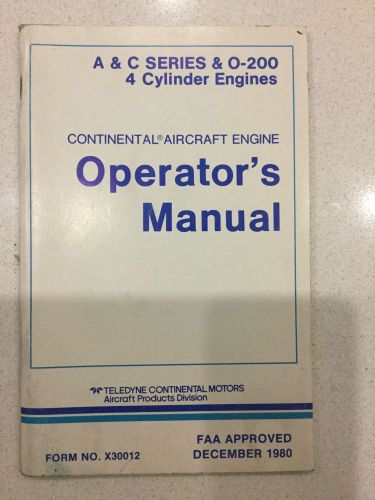 A & C SERIES & O-200
4 Cylinder Engines
CONTINENTAL® AIRCRAFT ENGINE
Operator's
Manual
TELEDYNE CONTINENTAL MOTORS
Aircraft Products Division
FAA APPROVED
FORM NO. X30012 DECEMBER 1980